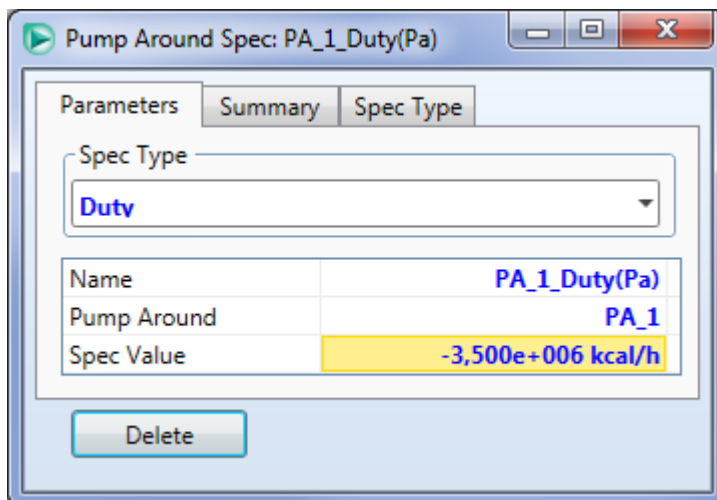 Pump Around Spec: PA_1_Duty(Pa)
Parameters Summary Spec Type
Spec Type
Duty
Name PA_1_Duty(Pa)
Pump Around PA_1
Spec Value -3,500e+006 kcal/h
Delete